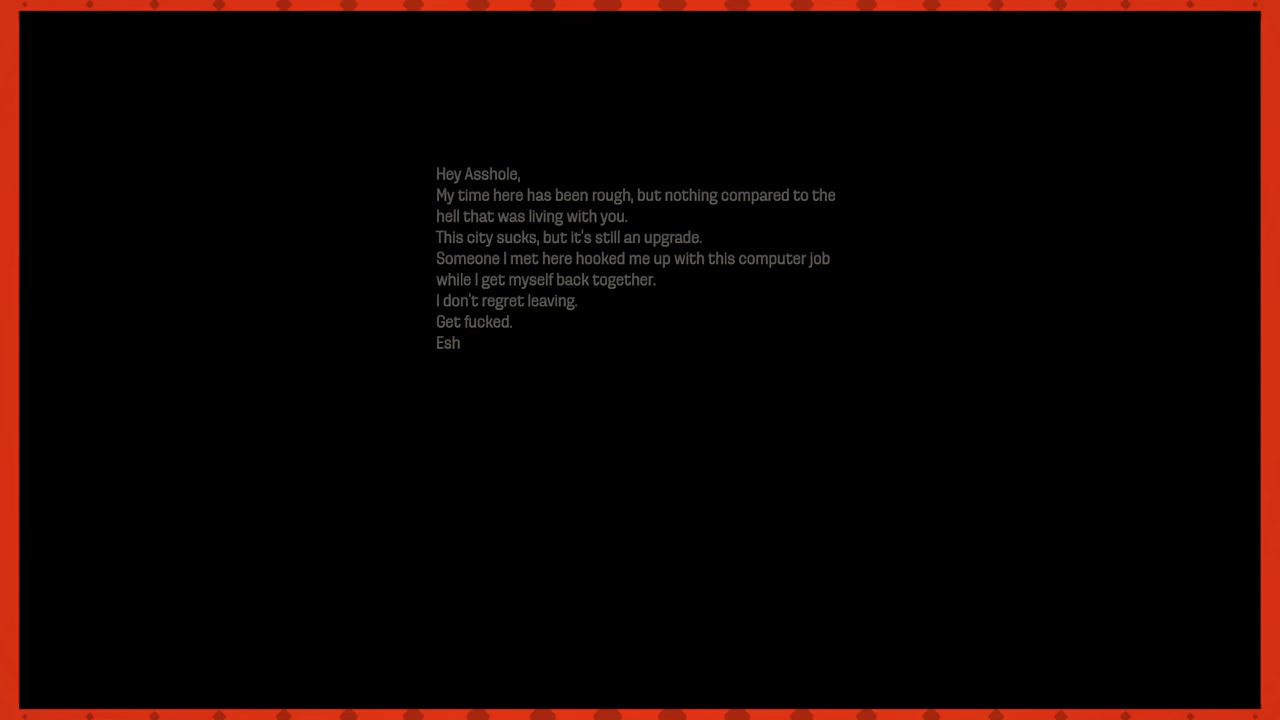 Hey Asshole,
My time here has been rough, but nothing compared to the
hell that was living with you.
This city sucks, but it's still an upgrade.
Someone I met here hooked me up with this computer job
while I get myself back together.
I don't regret leaving.
Get fucked.
Esh